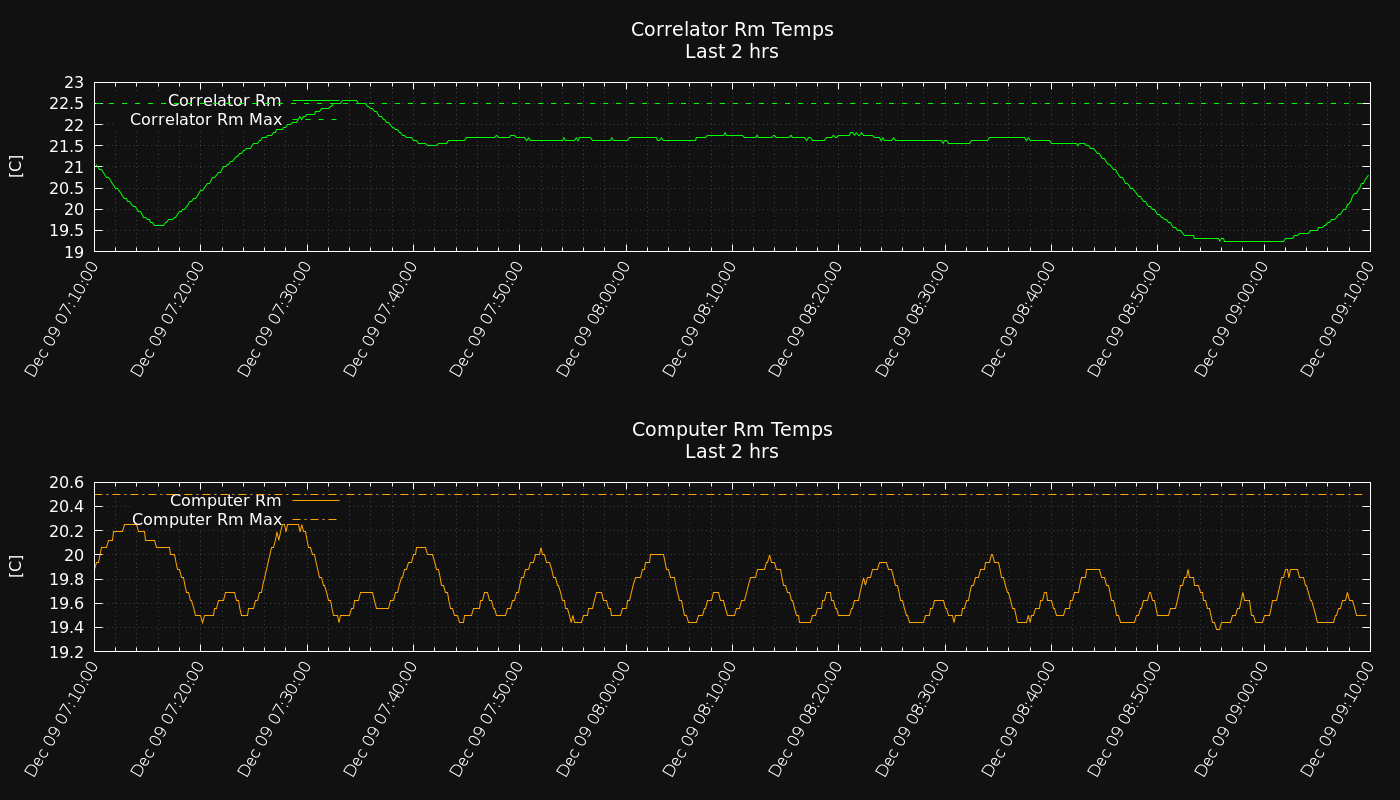 Correlator Rm Temps
Last 2 hrs
23
22.5
22
21.5
21
20.5
20
19.5
19
[C]
Correlator Rm
Correlator Rm Max
Dec 09 07:10:00
Dec 09 07:20:00
Dec 09 07:30:00
Dec 09 07:40:00
Dec 09 07:50:00
Dec 09 08:00:00
Dec 09 08:10:00
Dec 09 08:20:00
Dec 09 08:30:00
Dec 09 08:40:00
Dec 09 08:50:00
Dec 09 09:00:00
Dec 09 09:10:00
Computer Rm Temps
Last 2 hrs
20.6
20.4
20.2
20
19.8
19.6
19.4
19.2
[C]
Computer Rm
Computer Rm Max
Dec 09 07:10:00
Dec 09 07:20:00
Dec 09 07:30:00
Dec 09 07:40:00
Dec 09 07:50:00
Dec 09 08:00:00
Dec 09 08:10:00
Dec 09 08:20:00
Dec 09 08:30:00
Dec 09 08:40:00
Dec 09 08:50:00
Dec 09 09:00:00
Dec 09 09:10:00